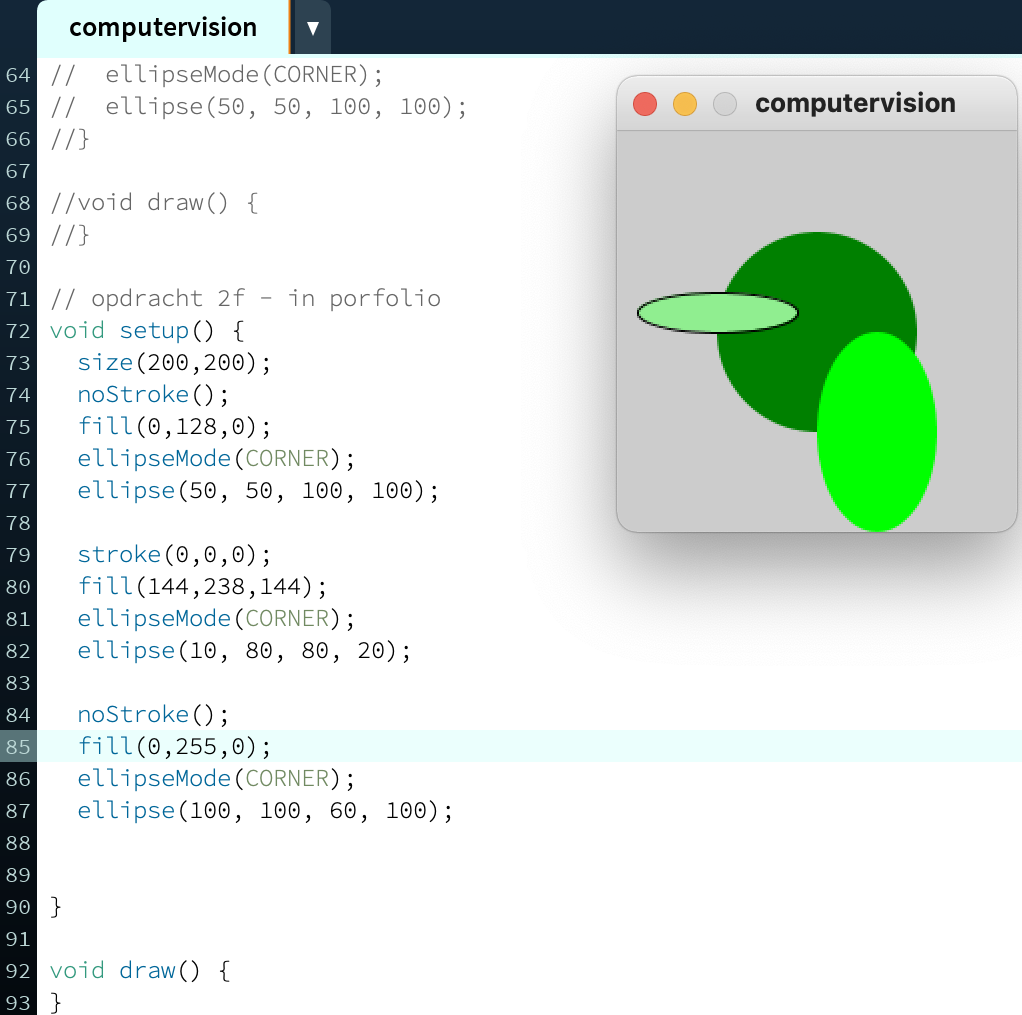 computervision ▼
64 //  ellipseMode(CORNER);
65 //  ellipse(50, 50, 100, 100);
66 //}
67
68 //void draw() {
69 //}
70
71 // opdracht 2f - in porfolio
72 void setup() {
73   size(200,200);
74   noStroke();
75   fill(0,128,0);
76   ellipseMode(CORNER);
77   ellipse(50, 50, 100, 100);
78
79   stroke(0,0,0);
80   fill(144,238,144);
81   ellipseMode(CORNER);
82   ellipse(10, 80, 80, 20);
83
84   noStroke();
85   fill(0,255,0);
86   ellipseMode(CORNER);
87   ellipse(100, 100, 60, 100);
88
89
90 }
91
92 void draw() {
93 }
computervision